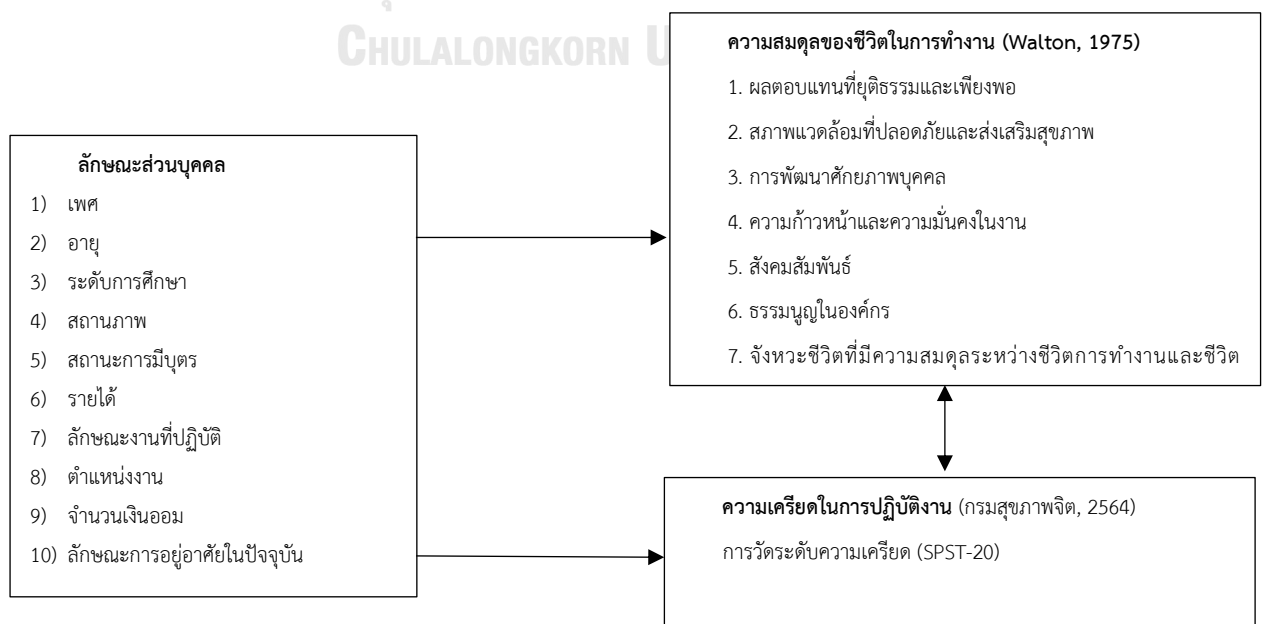 CHULALONGKORN U
ลักษณะส่วนบุคคล
1) เพศ
2) อายุ
3) ระดับการศึกษา
4) สถานภาพ
5) สถานะการมีบุตร
6) รายได้
7) ลักษณะงานที่ปฏิบัติ
8) ตำแหน่งงาน
9) จำนวนเงินออม
10) ลักษณะการอยู่อาศัยในปัจจุบัน
ความสมดุลของชีวิตในการทำงาน (Walton, 1975)
1. ผลตอบแทนที่ยุติธรรมและเพียงพอ
2. สภาพแวดล้อมที่ปลอดภัยและส่งเสริมสุขภาพ
3. การพัฒนาศักยภาพบุคคล
4. ความก้าวหน้าและความมั่นคงในงาน
5. สังคมสัมพันธ์
6. ธรรมนูญในองค์กร
7. จังหวะชีวิตที่มีความสมดุลระหว่างชีวิตการทำงานและชีวิต
ความเครียดในการปฏิบัติงาน (กรมสุขภาพจิต, 2564)
การวัดระดับความเครียด (SPST-20)